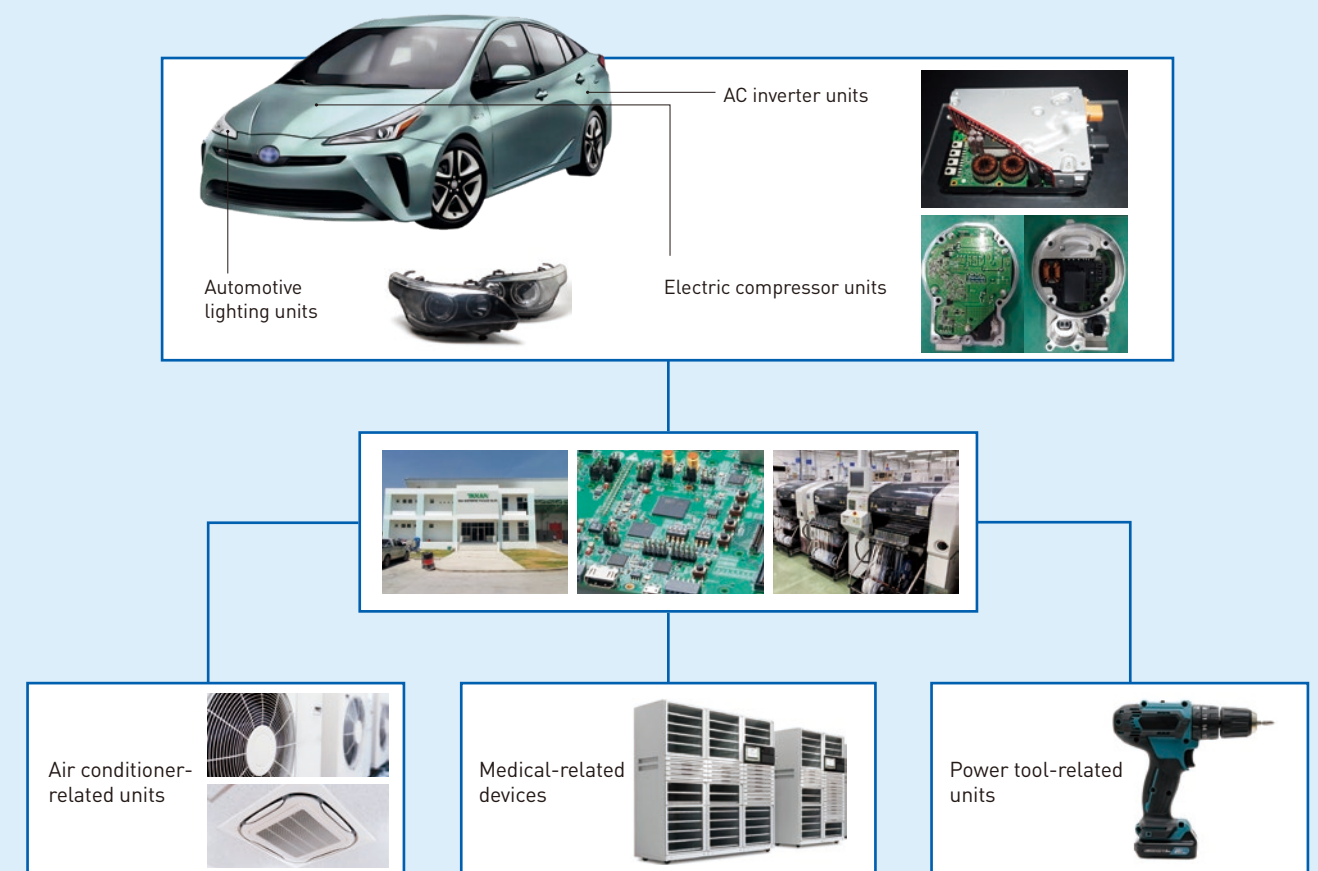 AC inverter units
Automotive
lighting units
Electric compressor units
Air conditioner-
related units
Medical-related
devices
Power tool-related
units